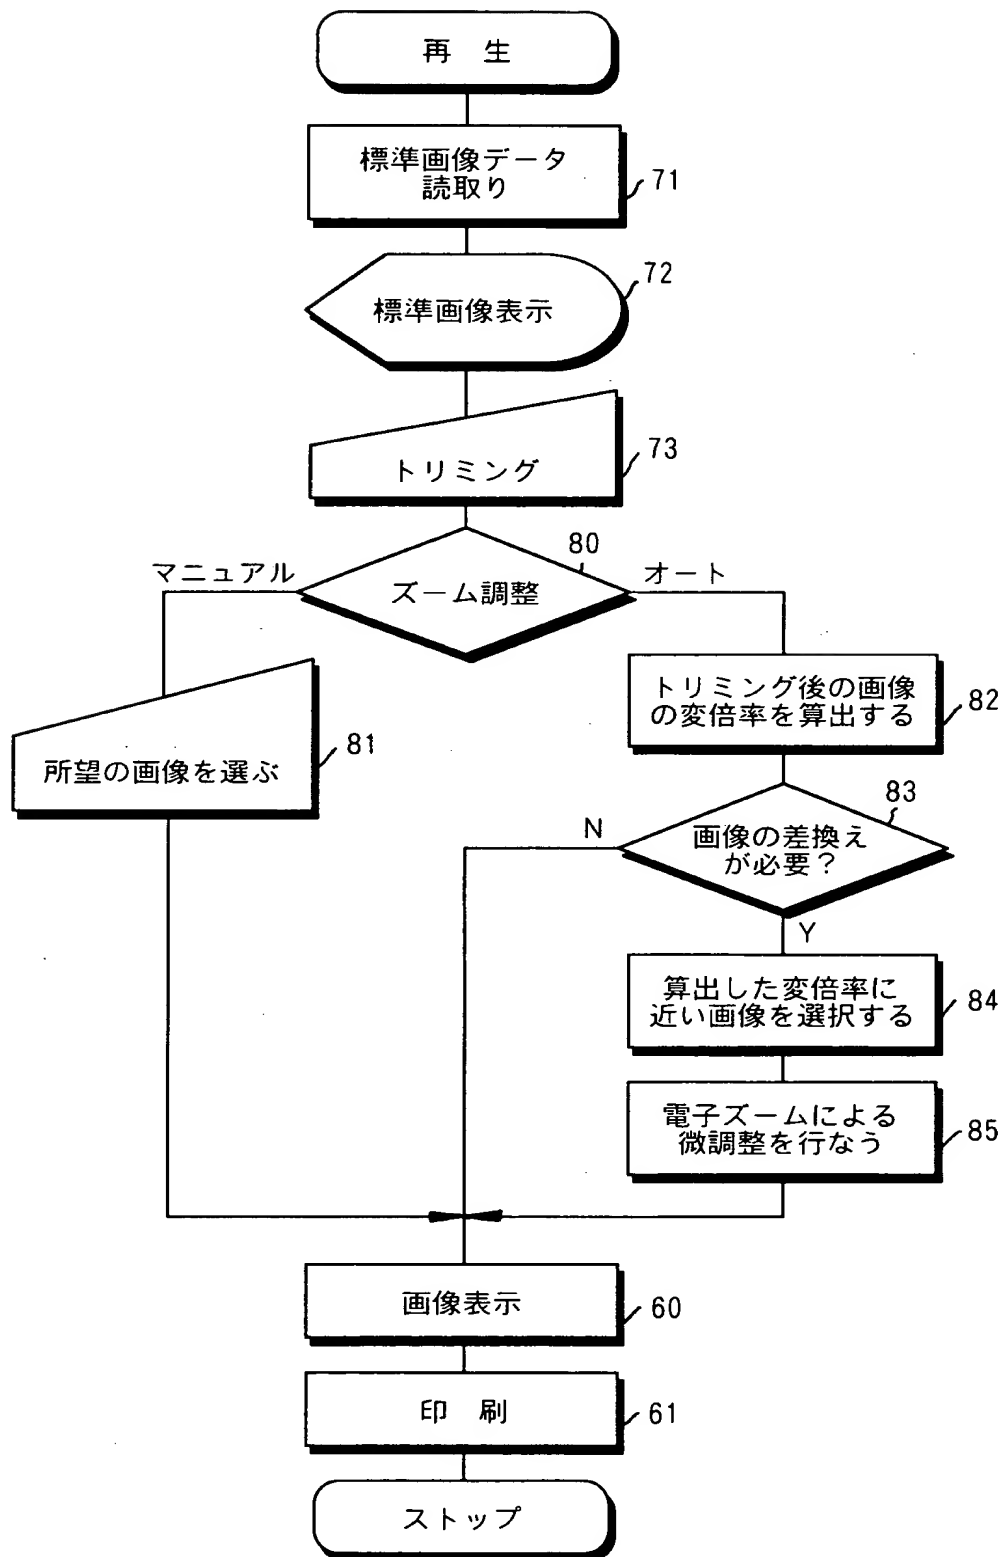 再 生
標準画像データ
読取り
71
標準画像表示
72
トリミング
73
ズーム調整
80
マニュアル
オート
所望の画像を選ぶ
81
トリミング後の画像
の変倍率を算出する
82
画像の差換え
が必要?
83
N
Y
算出した変倍率に
近い画像を選択する
84
電子ズームによる
微調整を行なう
85
画像表示
60
印 刷
61
ストップ